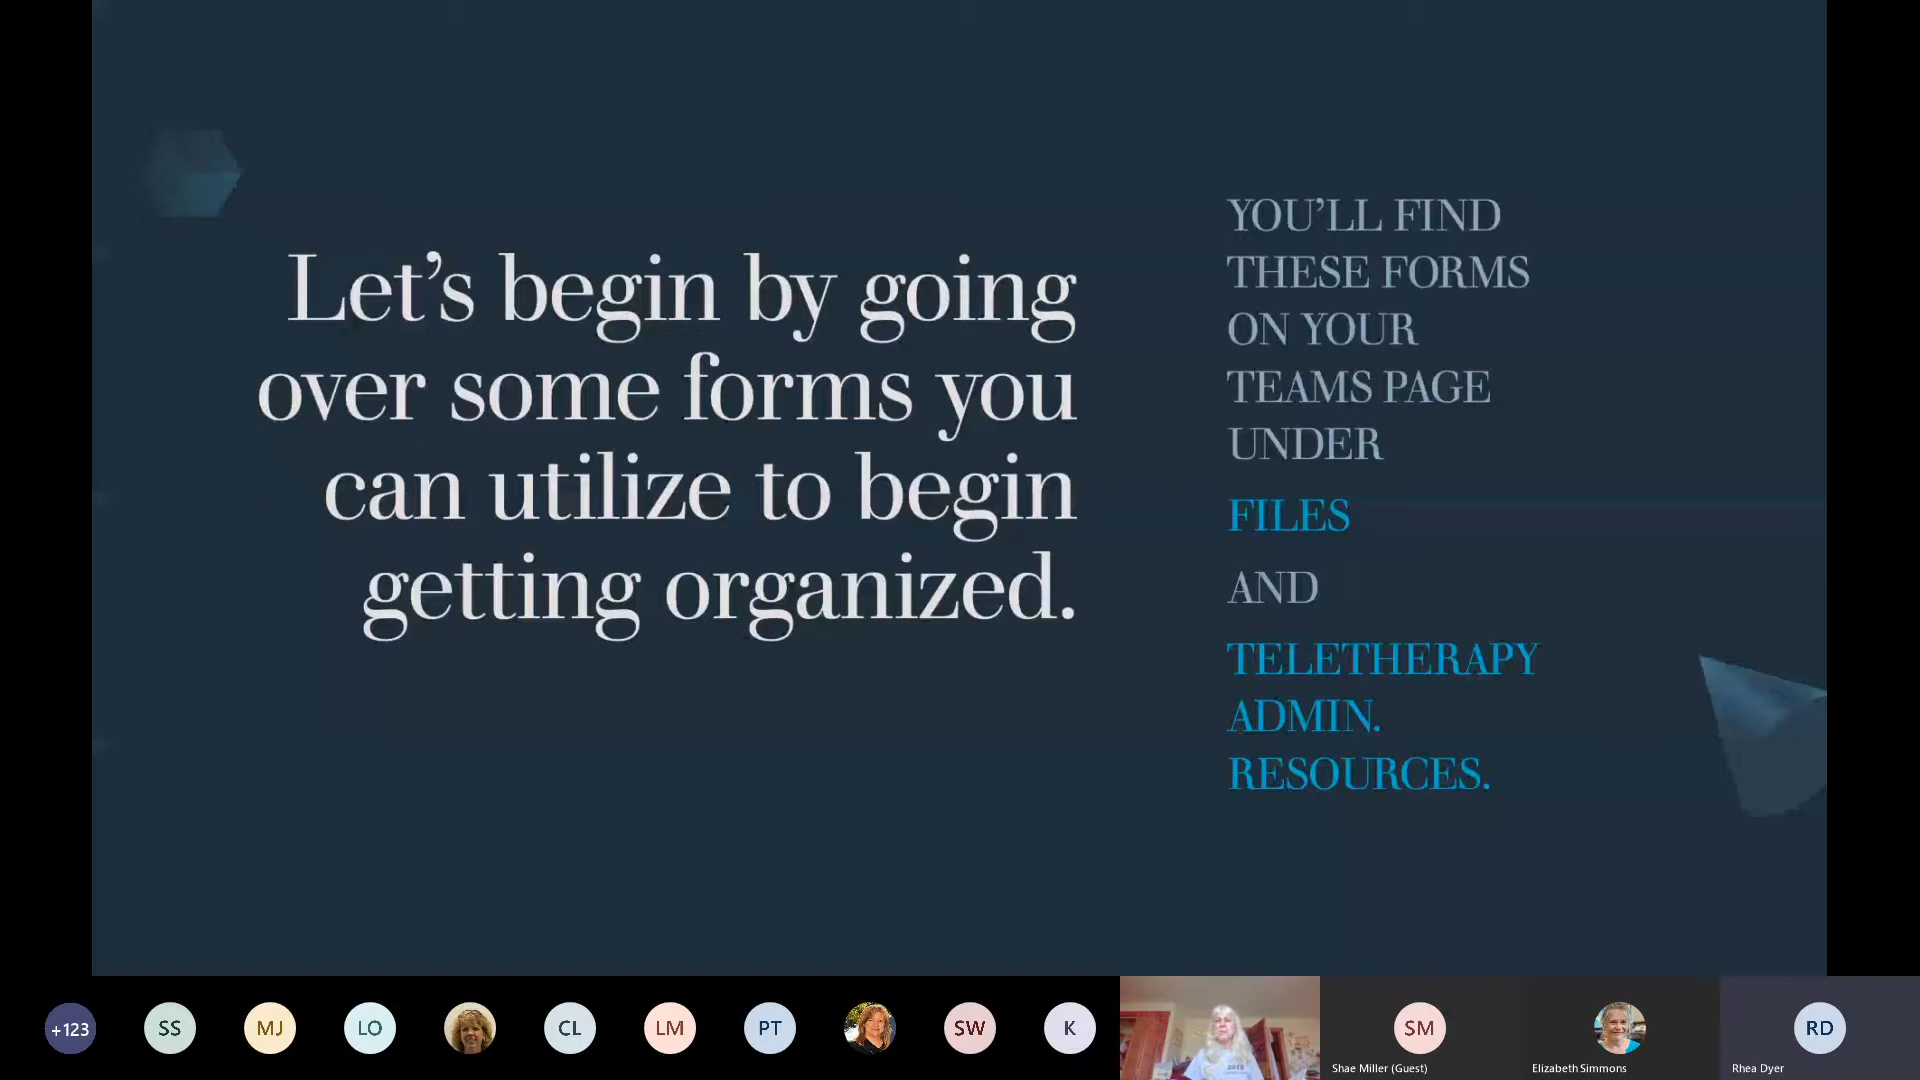 Let's begin by going
over some forms you
can utilize to begin
getting organized.
YOU'LL FIND
THESE FORMS
ON YOUR
TEAMS PAGE
UNDER
FILES
AND
TELETHERAPY
ADMIN.
RESOURCES.
+123
SS
MJ
LO
CL
LM
PT
SW
K
2018
SM
Shae Miller (Guest)
Elizabeth Simmons
RD
Rhea Dyer